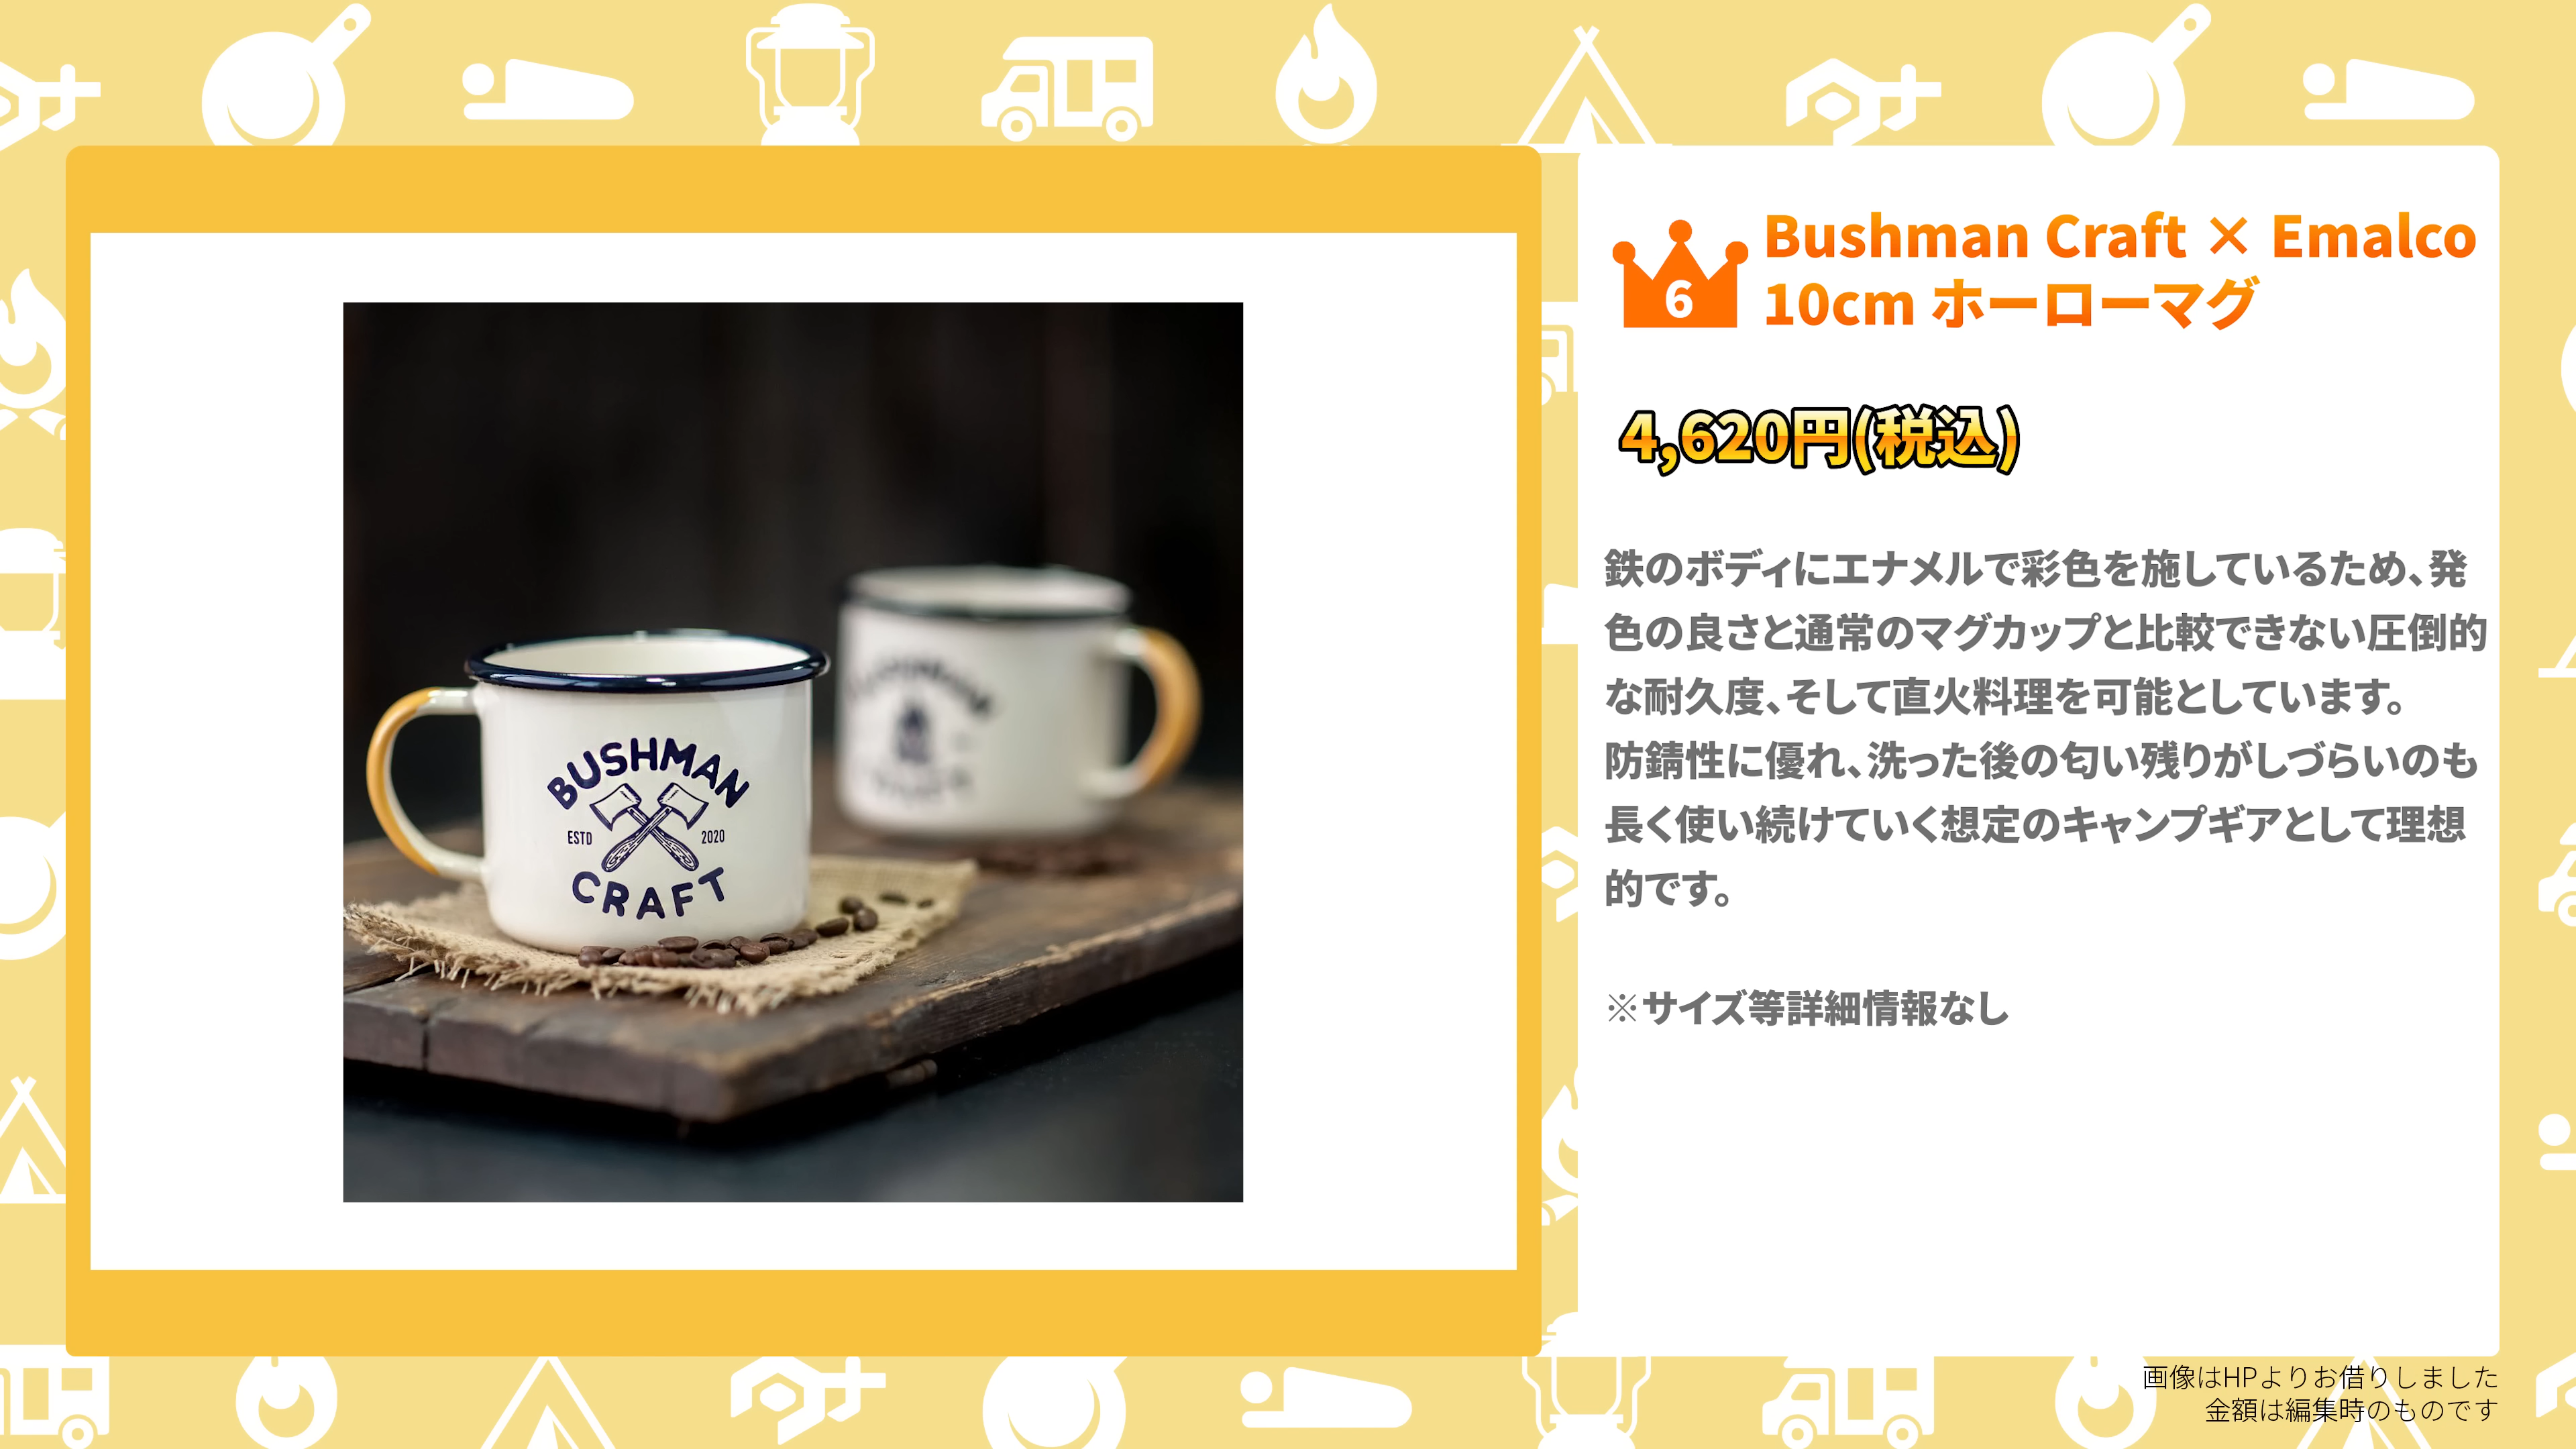 BUSHMAN
ESTD 2020
CRAFT
6
Bushman Craft × Emalco
10cm ホーローマグ
4,620円(税込)
鉄のボディにエナメルで彩色を施しているため、発
色の良さと通常のマグカップと比較できない圧倒的
な耐久度、そして直火料理を可能としています。
防錆性に優れ、洗った後の匂い残りがしづらいのも
長く使い続けていく想定のキャンプギアとして理想
的です。
※サイズ等詳細情報なし
画像はHPよりお借りしました
金額は編集時のものです